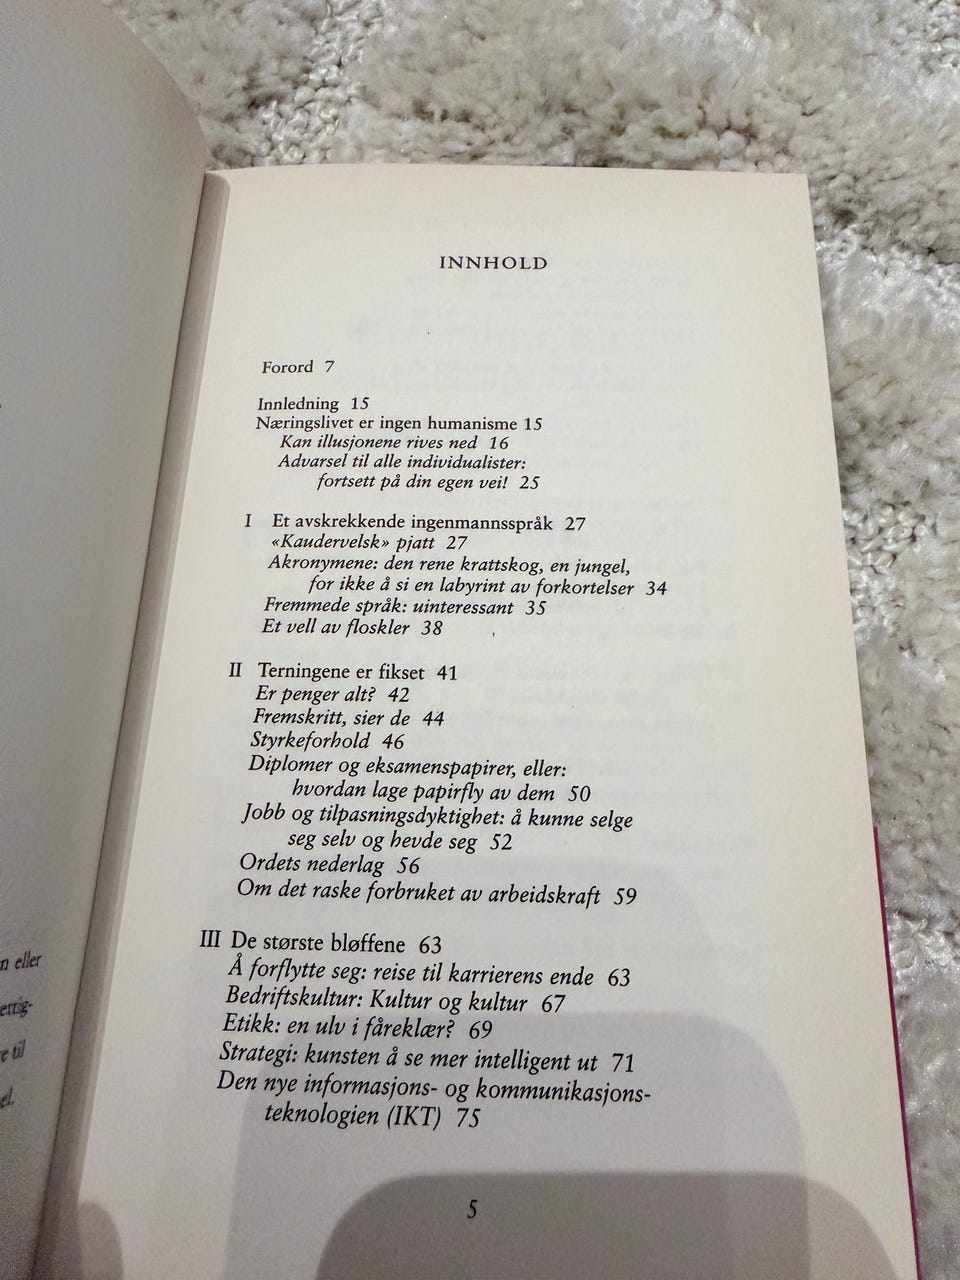 n eller
ettig-
e til
el.
INNHOLD
Forord 7
Innledning 15
Næringslivet er ingen humanisme 15
Kan illusjonene rives ned 16
Advarsel til alle individualister:
fortsett på din egen vei! 25
I Et avskrekkende ingenmannsspråk 27
«Kaudervelsk» pjatt 27
Akronymene: den rene krattskog, en jungel,
for ikke å si en labyrint av forkortelser 34
Fremmede språk: uinteressant 35
Et vell av floskler 38
II Terningene er fikset 41
Er penger alt? 42
Fremskritt, sier de 44
Styrkeforhold 46
Diplomer og eksamenspapirer, eller:
hvordan lage papirfly av dem 50
Jobb og tilpasningsdyktighet: å kunne selge
seg selv og hevde seg 52
Ordets nederlag 56
Om det raske forbruket av arbeidskraft 59
III De største bløffene 63
Å forflytte seg: reise til karrierens ende 63
Bedriftskultur: Kultur og kultur 67
Etikk: en ulv i fåreklær? 69
Strategi: kunsten å se mer intelligent ut 71
Den nye informasjons- og kommunikasjons-
teknologien (IKT) 75
5